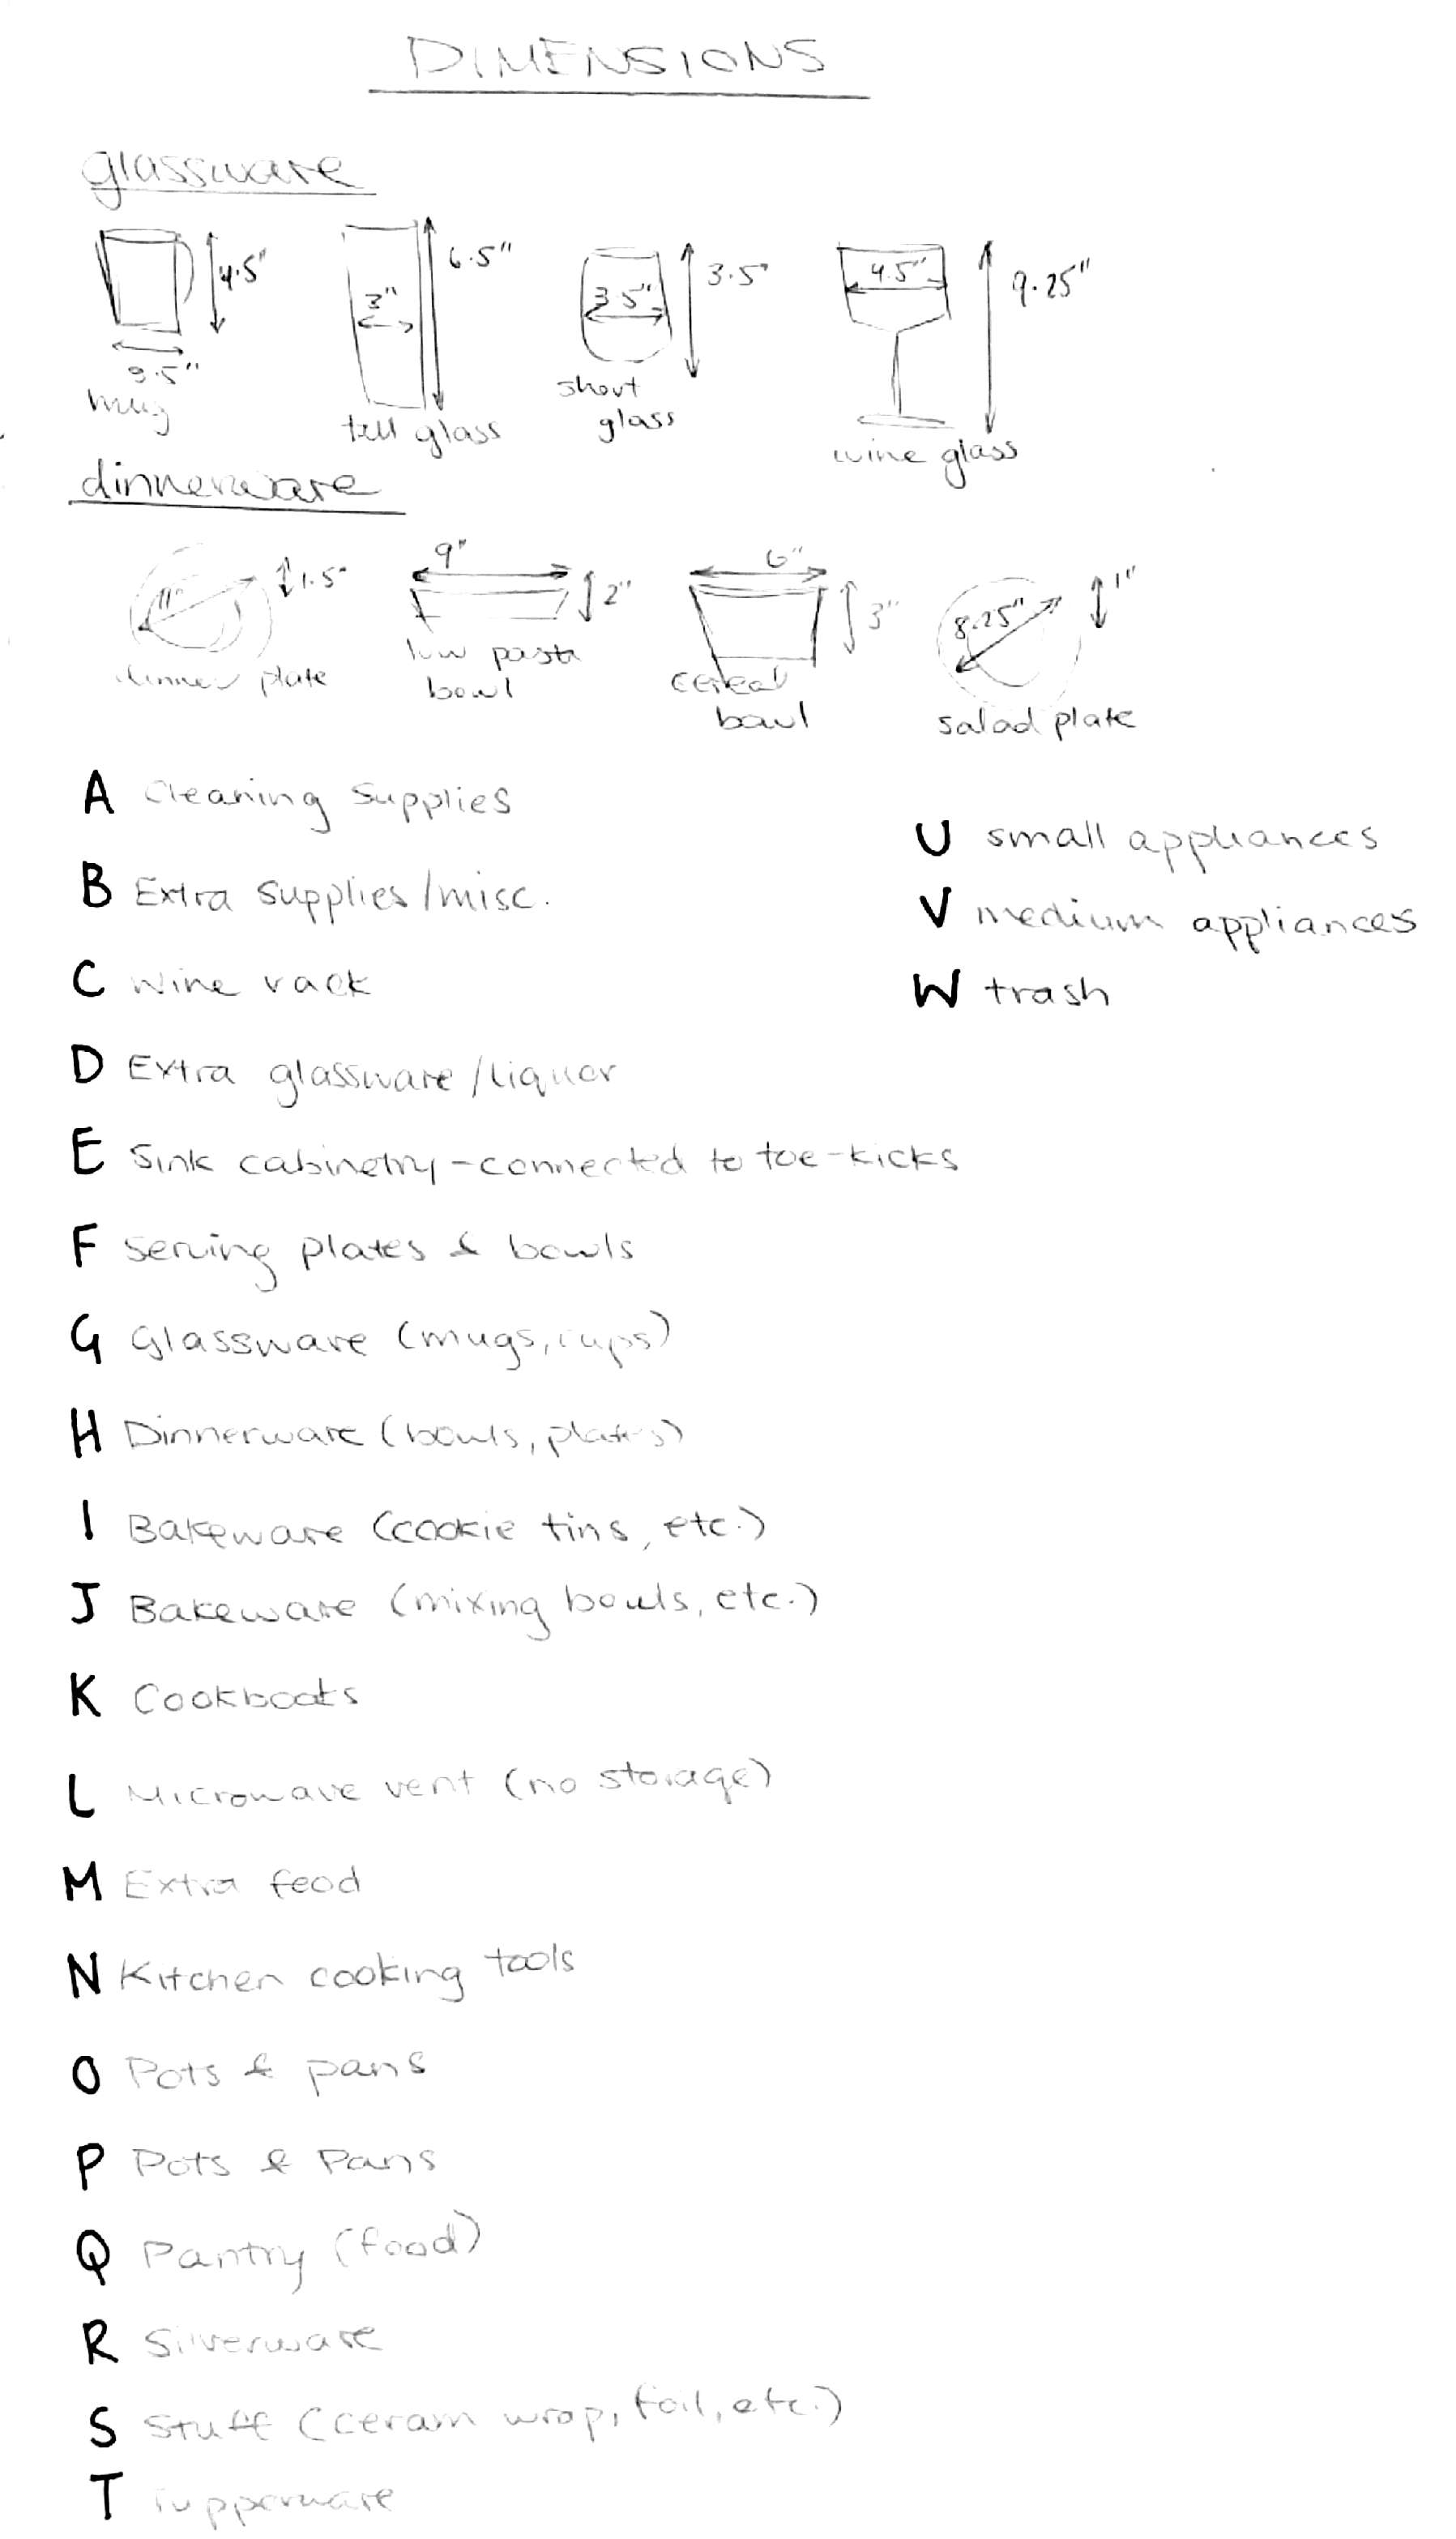 DIMENSIONS
glassware
4.5"
3.5"
mug
6.5"
3"
tall glass
3.5"
3.5"
short
glass
4.5"
9.25"
wine glass
dinnerware
11"
1.5"
dinner plate
9"
2"
low pasta
bowl
6"
3"
cereal
bowl
8.25"
1"
salad plate
A Cleaning Supplies
B Extra Supplies/misc.
C Wine rack
D Extra glassware/liquor
E Sink cabinetry-connected to toe-kicks
F Serving plates & bowls
G Glassware (mugs, cups)
H Dinnerware (bowls, plates)
I Bakeware (cookie tins, etc.)
J Bakeware (mixing bowls, etc.)
K Cookbooks
L Microwave vent (no storage)
M Extra food
N Kitchen cooking tools
O Pots & pans
P Pots & Pans
Q Pantry (food)
R Silverware
S Stuff (ceram wrap, foil, etc.)
T Tupperware
U small appliances
V medium appliances
W trash